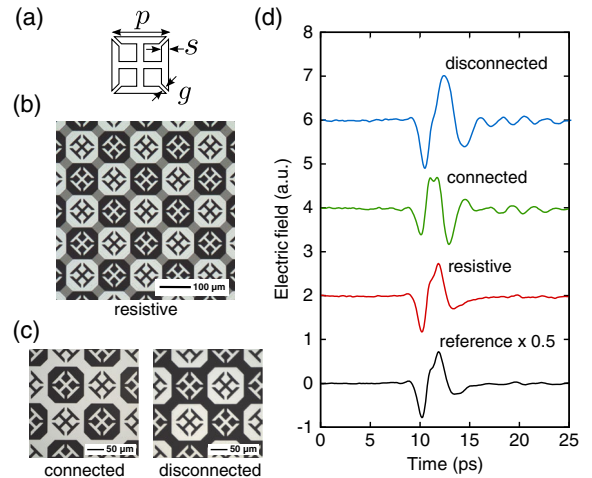 (a)
p
s
g
(b)
100 µm
resistive
(c)
50 µm
50 µm
connected
disconnected
(d)
8
7
6
5
4
3
2
1
0
-1
Electric field (a.u.)
disconnected
connected
resistive
reference x 0.5
0
5
10
15
20
25
Time (ps)